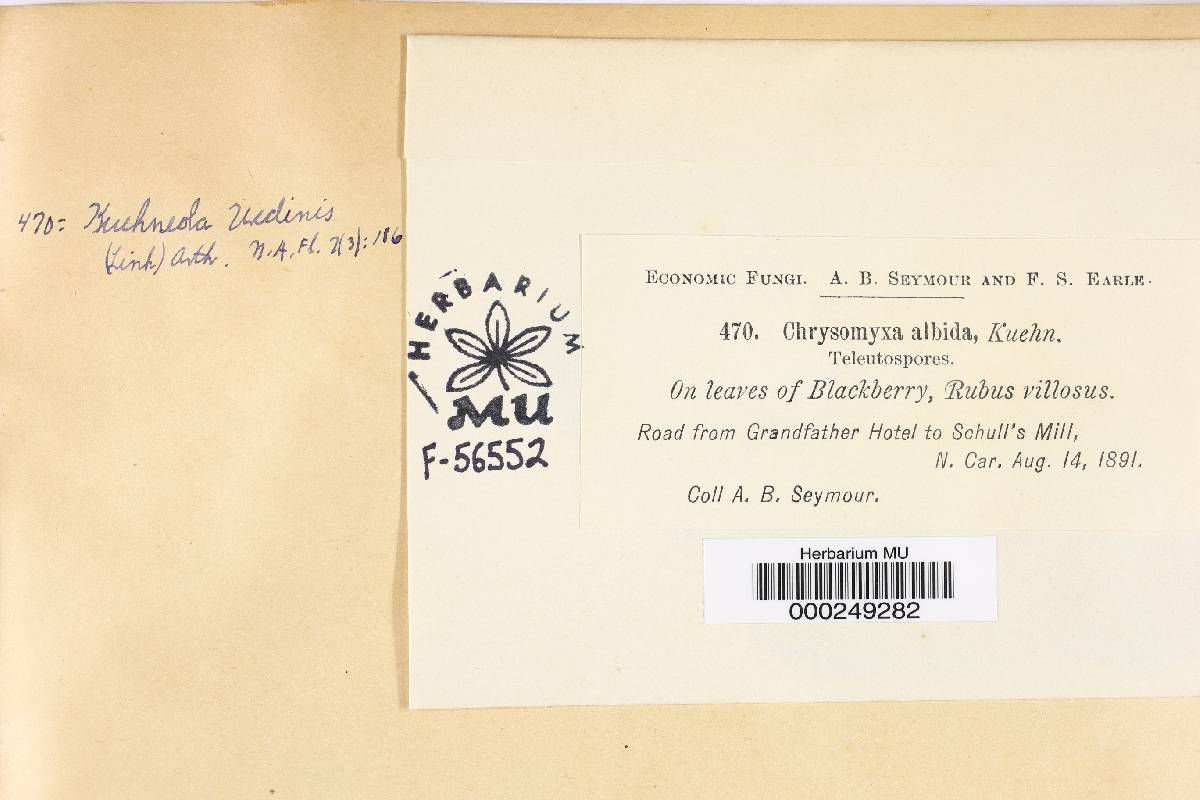 470= Kuehneola Uredinis
(Link) Arth. N.A. Fl. 7(3):186
HERBARIUM
MU
F-56552
ECONOMIC FUNGI. A. B. SEYMOUR AND F. S. EARLE.
470. Chrysomyxa albida, Kuehn.
Teleutospores.
On leaves of Blackberry, Rubus villosus.
Road from Grandfather Hotel to Schull's Mill,
N. Car. Aug. 14, 1891.
Coll A. B. Seymour.
Herbarium MU
000249282